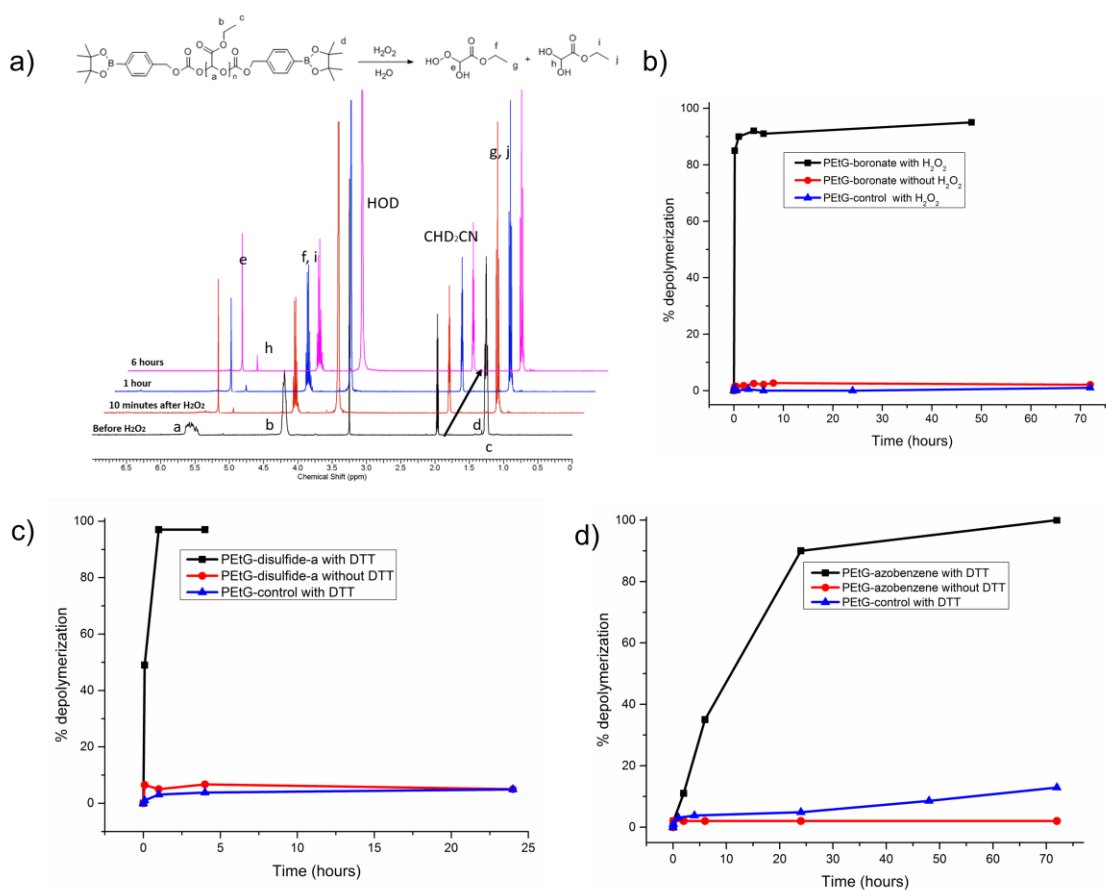 a)
b
c
d
a
n
B
O
H₂O₂
H₂O
f
g
e
HO
OH
+
i
j
h
HO
OH
g, j
HOD
CHD₂CN
e
f, i
h
6 hours
1 hour
10 minutes after H₂O₂
Before H₂O₂
a
b
d
c
6.5 6.0 5.5 5.0 4.5 4.0 3.5 3.0 2.5 2.0 1.5 1.0 0.5 0
Chemical Shift (ppm)
b)
% depolymerization
100
80
60
40
20
0
PEtG-boronate with H₂O₂
PEtG-boronate without H₂O₂
PEtG-control with H₂O₂
0 10 20 30 40 50 60 70
Time (hours)
c)
% depolymerization
100
80
60
40
20
0
PEtG-disulfide-a with DTT
PEtG-disulfide-a without DTT
PEtG-control with DTT
0 5 10 15 20 25
Time (hours)
d)
% depolymerization
100
80
60
40
20
0
PEtG-azobenzene with DTT
PEtG-azobenzene without DTT
PEtG-control with DTT
0 10 20 30 40 50 60 70
Time (hours)